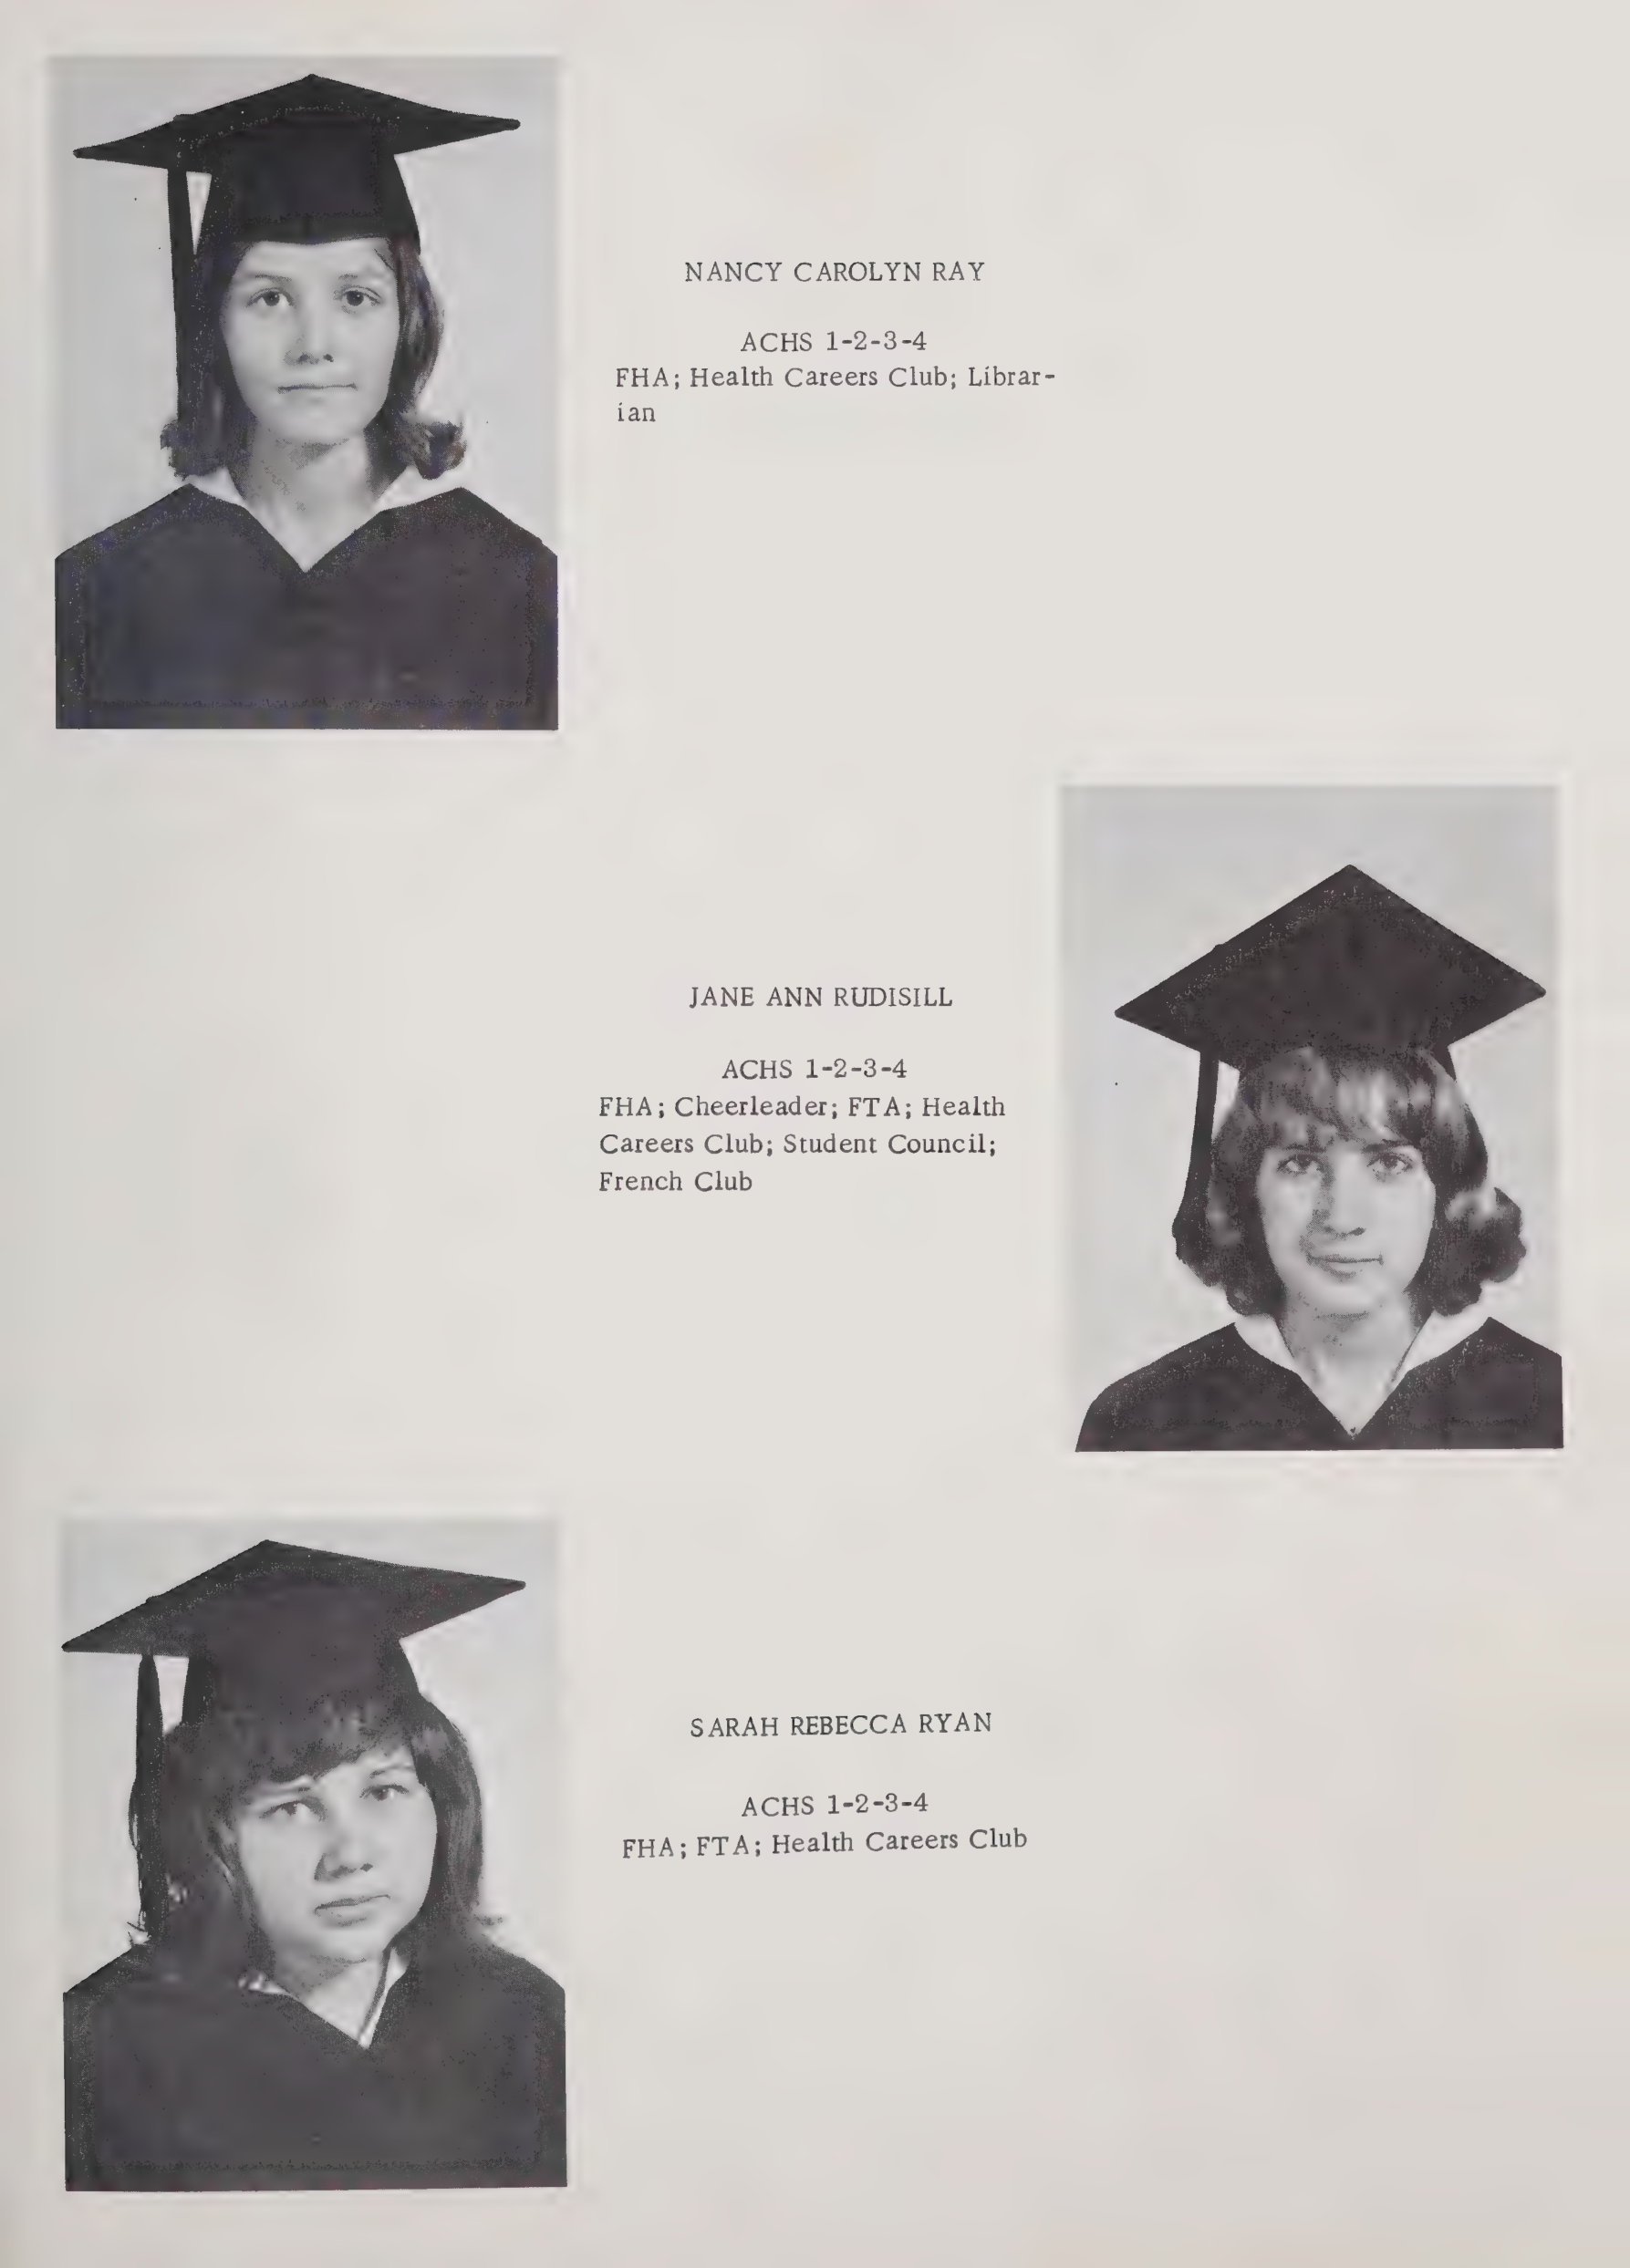 NANCY CAROLYN RAY
ACHS 1-2-3-4
FHA; Health Careers Club; Librar-
ian
JANE ANN RUDISILL
ACHS 1-2-3-4
FHA; Cheerleader; FTA; Health
Careers Club; Student Council;
French Club
SARAH REBECCA RYAN
ACHS 1-2-3-4
FHA; FTA; Health Careers Club